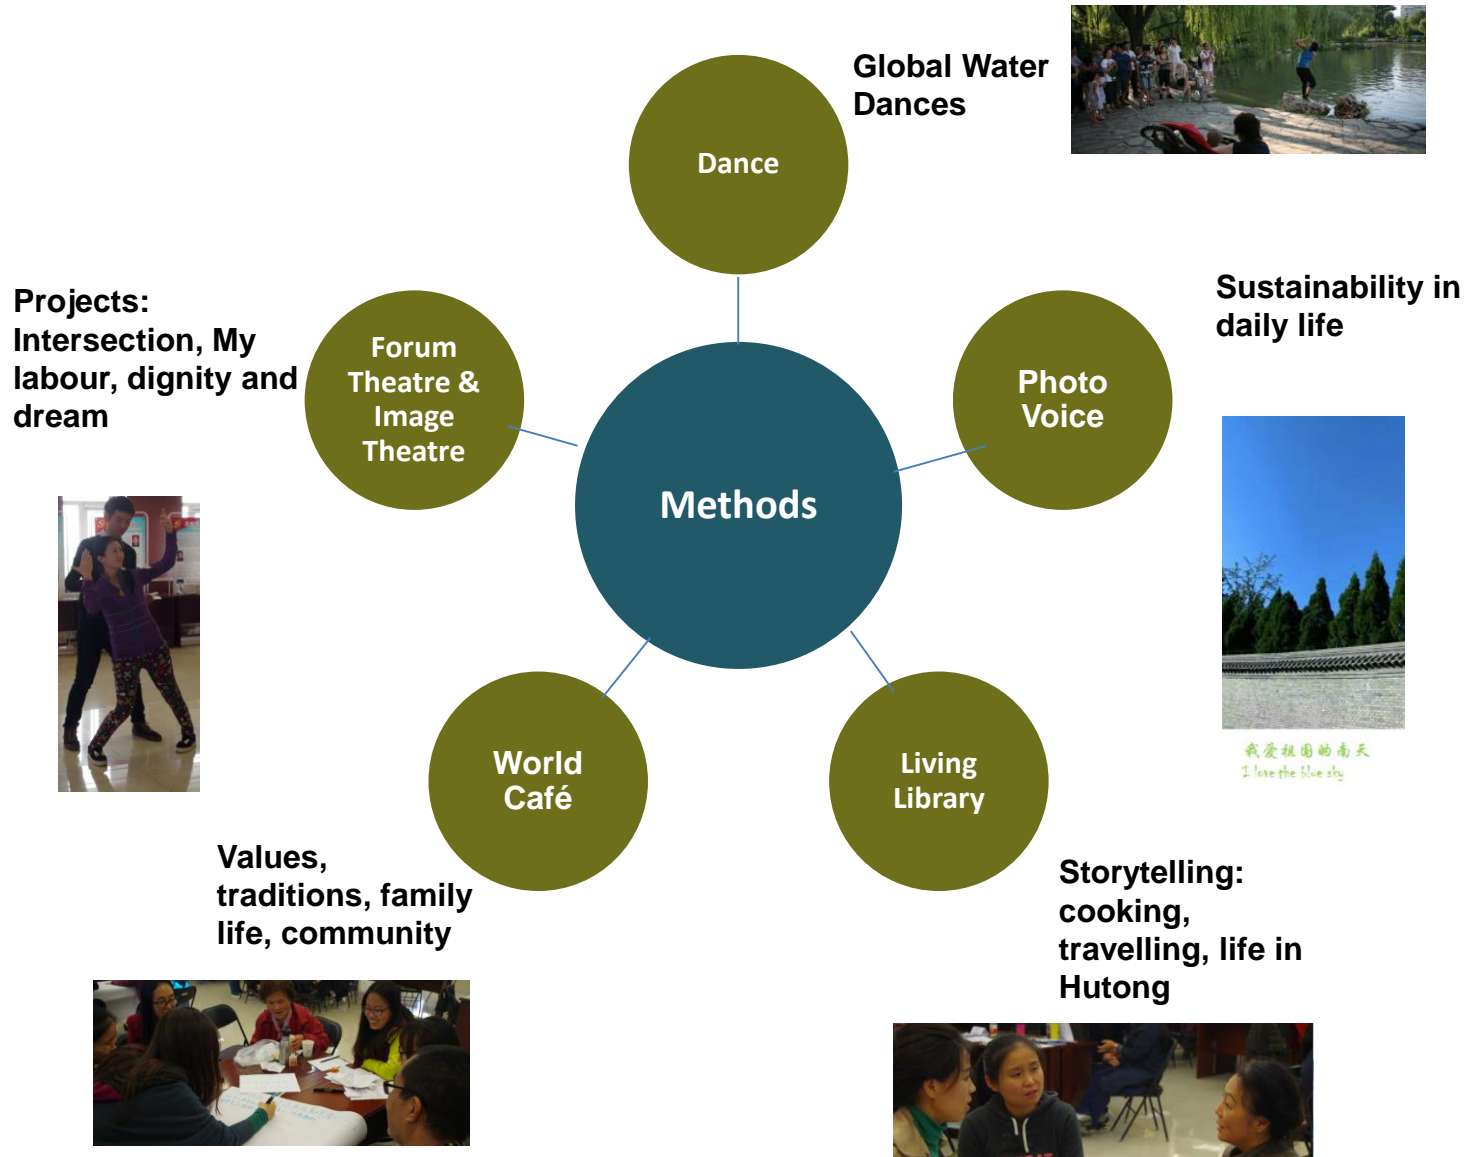 Global Water
Dances
Dance
Projects:
Intersection, My
labour, dignity and
dream
Forum
Theatre &
Image
Theatre
Sustainability in
daily life
Photo
Voice
Methods
我爱祖国的蓝天
I love the blue sky
World
Café
Living
Library
Values,
traditions, family
life, community
Storytelling:
cooking,
travelling, life in
Hutong